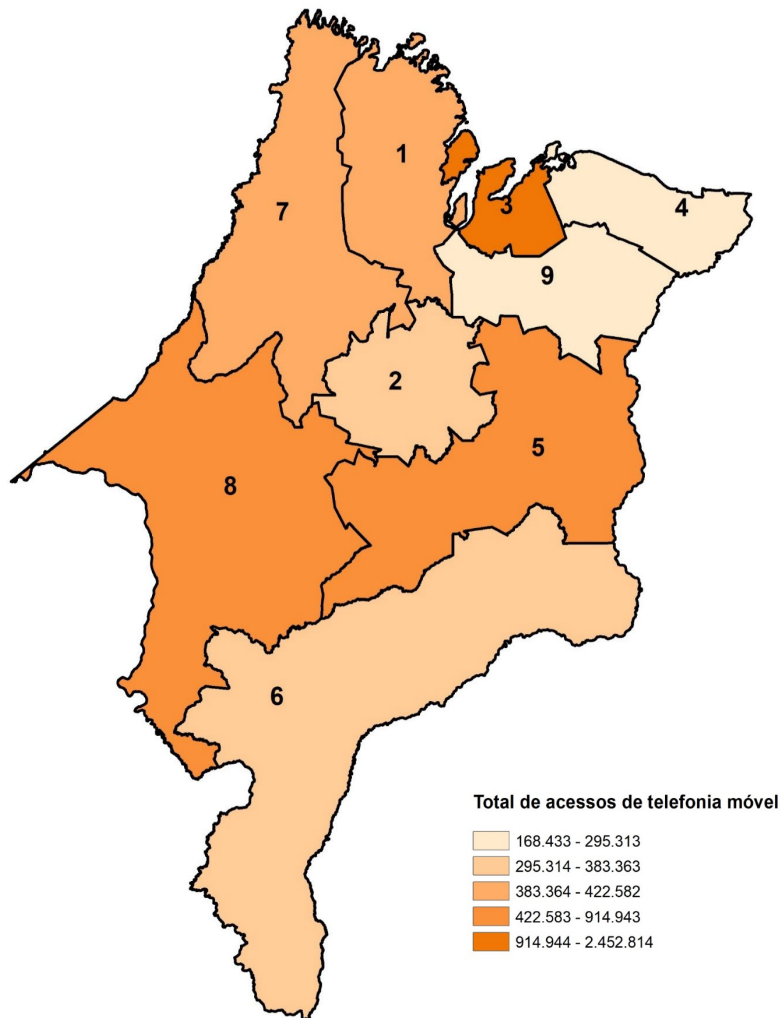 1
7
3
4
9
2
5
8
6
Total de acessos de telefonia móvel
168.433 - 295.313
295.314 - 383.363
383.364 - 422.582
422.583 - 914.943
914.944 - 2.452.814